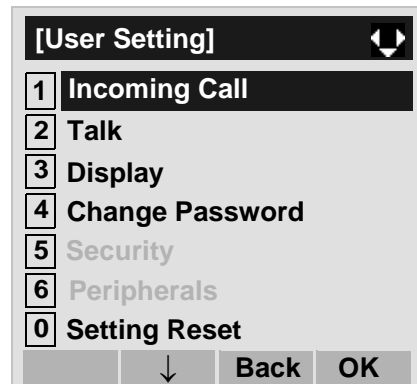 [User Setting]
1 Incoming Call
2 Talk
3 Display
4 Change Password
5 Security
6 Peripherals
0 Setting Reset
↓ Back OK